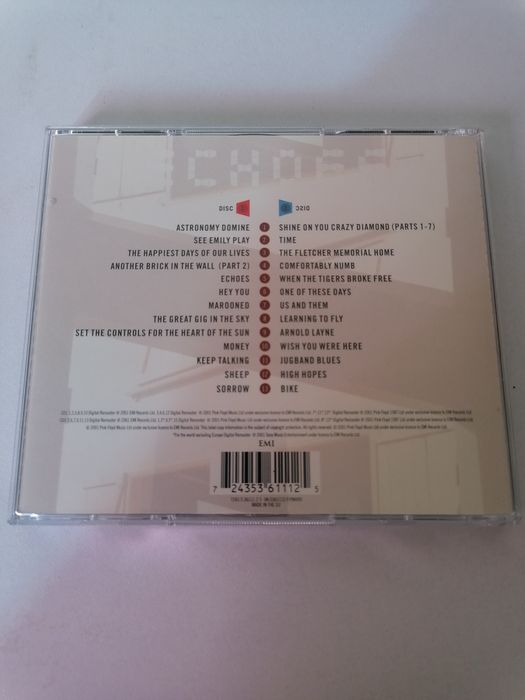 ECHOES
DISC 1 2 DISC
ASTRONOMY DOMINE 1 SHINE ON YOU CRAZY DIAMOND (PARTS 1-7)
SEE EMILY PLAY 2 TIME
THE HAPPIEST DAYS OF OUR LIVES 3 THE FLETCHER MEMORIAL HOME
ANOTHER BRICK IN THE WALL (PART 2) 4 COMFORTABLY NUMB
ECHOES 5 WHEN THE TIGERS BROKE FREE
HEY YOU 6 ONE OF THESE DAYS
MAROONED 7 US AND THEM
THE GREAT GIG IN THE SKY 8 LEARNING TO FLY
SET THE CONTROLS FOR THE HEART OF THE SUN 9 ARNOLD LAYNE
MONEY 10 WISH YOU WERE HERE
KEEP TALKING 11 JUGBAND BLUES
SHEEP 12 HIGH HOPES
SORROW 13 BIKE
EMI
7 24353 61112 5
MADE IN THE EU